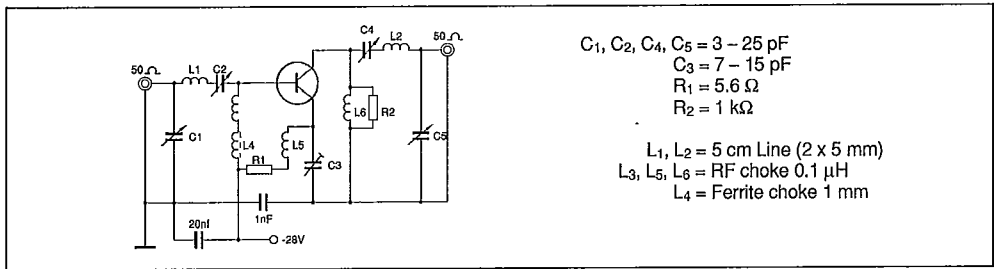 C4
L2
50 Ω
50 Ω
L1
C2
L6
R2
C1
L4
L5
C5
R1
C3
1nF
20nf
-28V
C1, C2, C4, C5 = 3 – 25 pF
C3 = 7 – 15 pF
R1 = 5.6 Ω
R2 = 1 kΩ
L1, L2 = 5 cm Line (2 x 5 mm)
L3, L5, L6 = RF choke 0.1 μH
L4 = Ferrite choke 1 mm